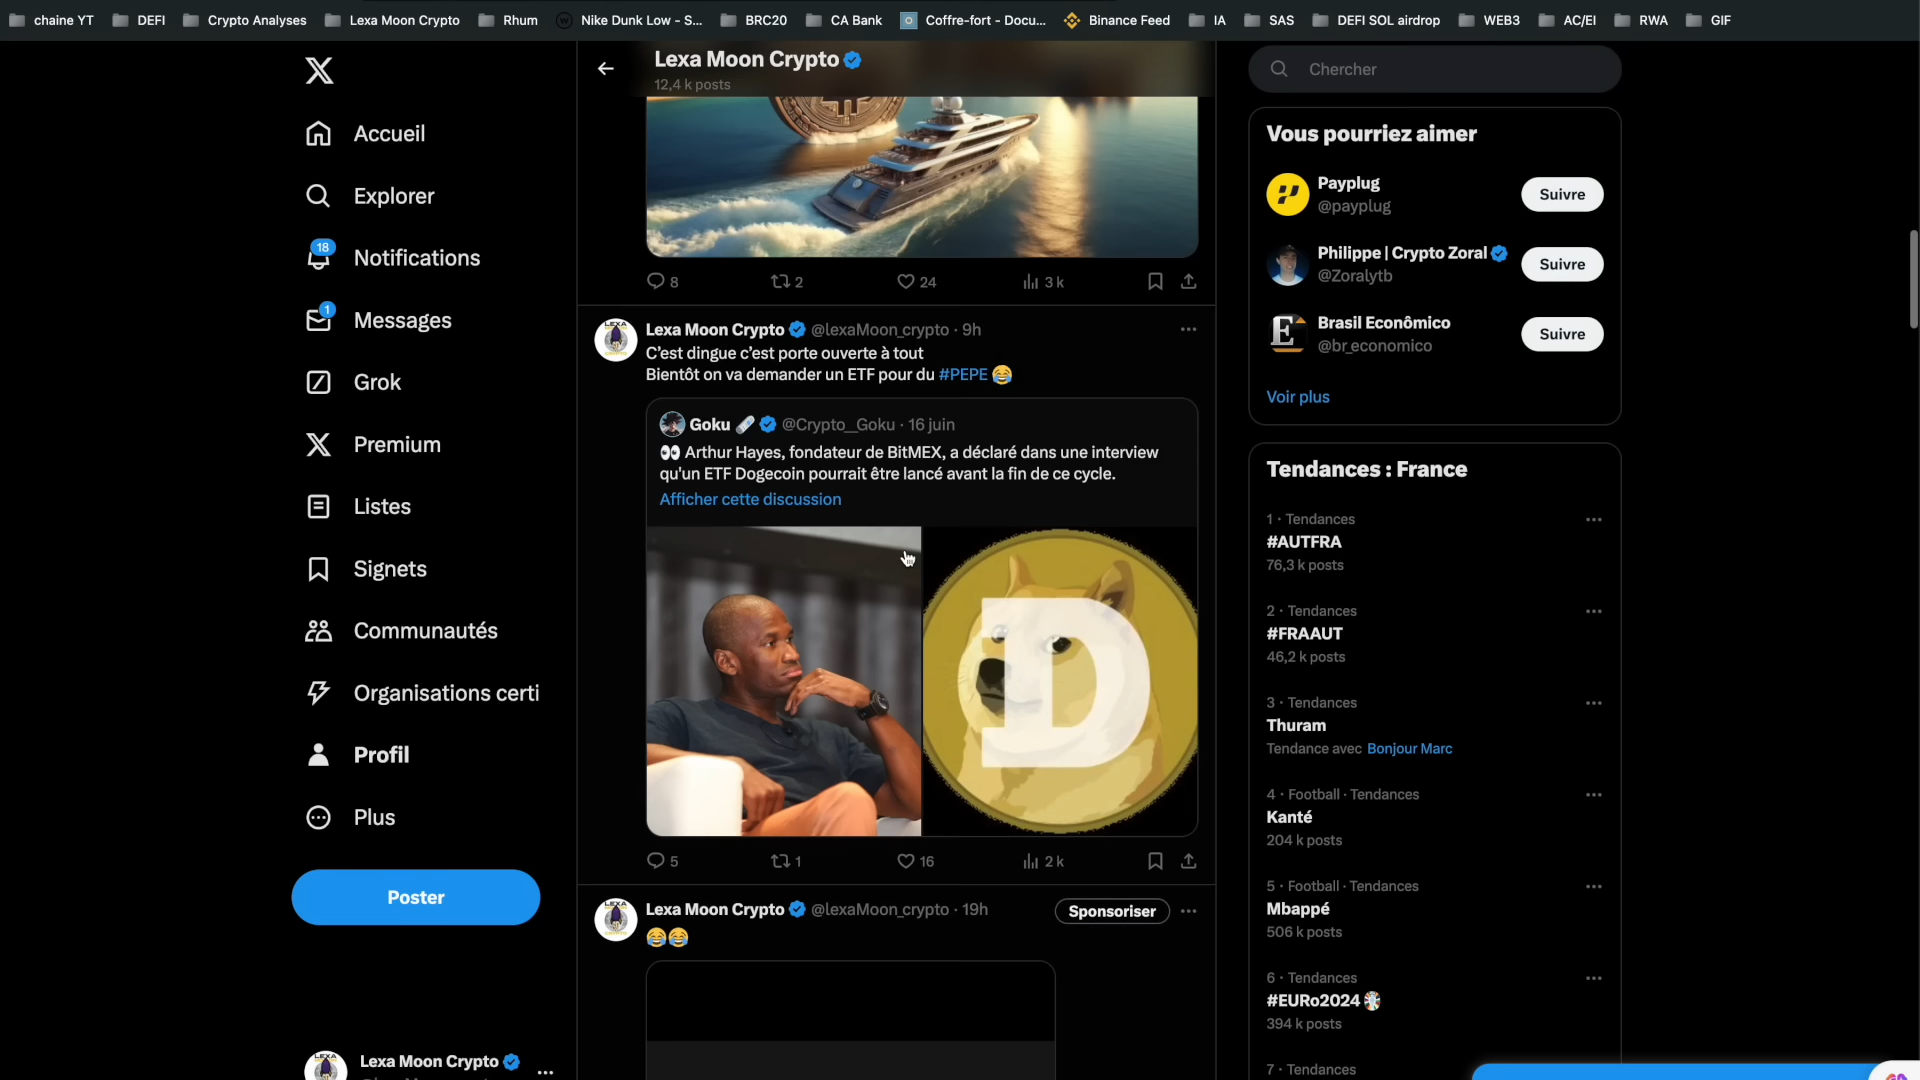 chaine YT
DEFI
Crypto Analyses
Lexa Moon Crypto
Rhum
Nike Dunk Low - S...
BRC20
CA Bank
Coffre-fort - Docu...
Binance Feed
IA
SAS
DEFI SOL airdrop
WEB3
AC/EI
RWA
GIF
Accueil
Explorer
18
Notifications
1
Messages
Grok
Premium
Listes
Signets
Communautés
Organisations certi
Profil
Plus
Poster
Lexa Moon Crypto
Lexa Moon Crypto
12,4 k posts
8
2
24
3 k
Lexa Moon Crypto @lexaMoon_crypto · 9h
C’est dingue c’est porte ouverte à tout
Bientôt on va demander un ETF pour du #PEPE 😂
Goku @Crypto__Goku · 16 juin
👀 Arthur Hayes, fondateur de BitMEX, a déclaré dans une interview
qu'un ETF Dogecoin pourrait être lancé avant la fin de ce cycle.
Afficher cette discussion
D
5
1
16
2 k
Lexa Moon Crypto @lexaMoon_crypto · 19h
Sponsoriser
😂😂
Chercher
Vous pourriez aimer
Payplug
@payplug
Suivre
Philippe | Crypto Zoral
@Zoralytb
Suivre
Brasil Econômico
@br_economico
Suivre
Voir plus
Tendances : France
1 · Tendances
#AUTFRA
76,3 k posts
2 · Tendances
#FRAAUT
46,2 k posts
3 · Tendances
Thuram
Tendance avec Bonjour Marc
4 · Football · Tendances
Kanté
204 k posts
5 · Football · Tendances
Mbappé
506 k posts
6 · Tendances
#EURo2024
394 k posts
7 · Tendances